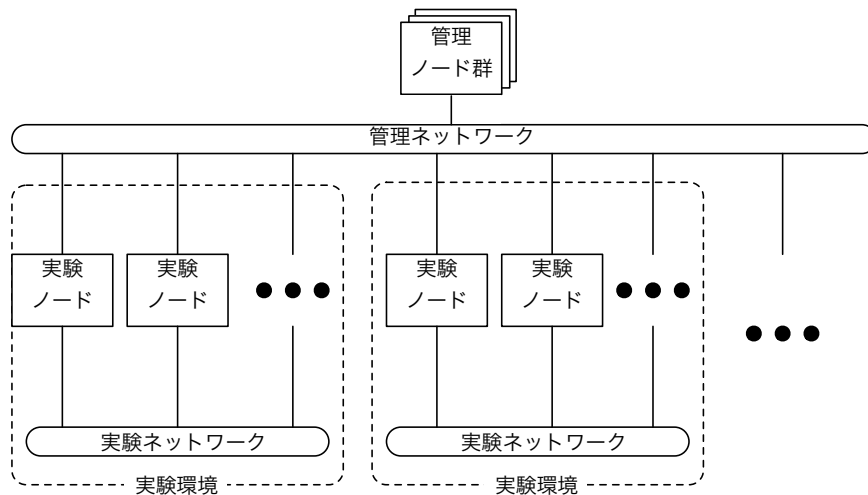 管理
ノード群
管理ネットワーク
実験
ノード
実験
ノード
実験
ノード
実験
ノード
実験ネットワーク
実験ネットワーク
実験環境
実験環境